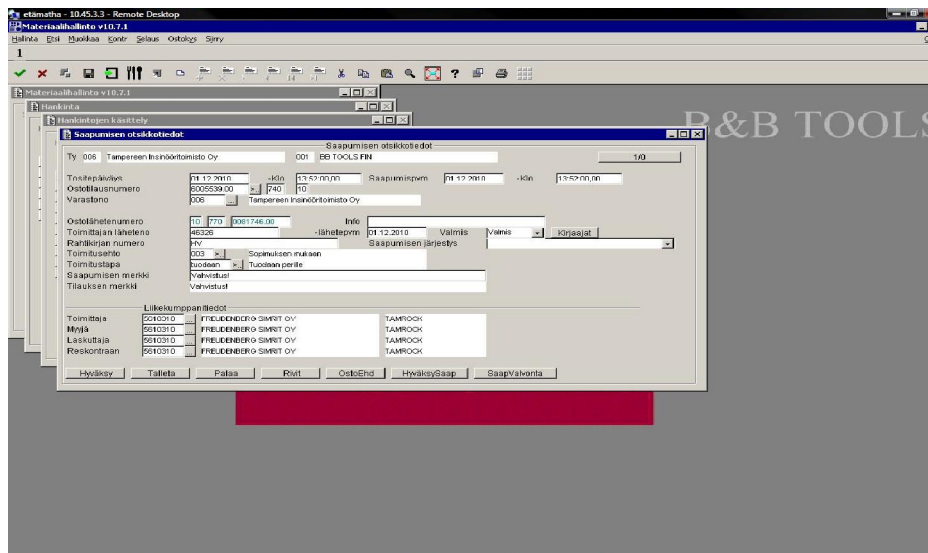 etämatha - 10.45.3.3 - Remote Desktop
Materiaalihallinto v10.7.1
Halinta Etsi Muokkaa Kontr Selaus Ostokys Siirry
1
Materiaalihallinto v10.7.1
Hankinta
Hankintojen käsittely
Saapumisen otsikkotiedot
B&B TOOLS
Saapumisen otsikkotiedot
Ty 006 Tampereen Insinööritoimisto Oy 001 BB TOOLS FIN 1/0
Tositepäiväys 01.12.2010 -Klo 13:52:00,00 Saapumispvm 01.12.2010 -Klo 13:52:00,00
Ostotilausnumero 6005539.00 >.. 740 10
Varastono 006 ... Tampereen Insinööritoimisto Oy
Ostolähetenumero 10 770 0081746.00 Info
Toimittajan läheteno 46326 -lähetepvm 01.12.2010 Valmis Valmis Kirjaajat
Rahtikirjan numero HV Saapumisen järjestys
Toimitusehto 003 >.. Sopimuksen mukaan
Toimitustapa tuodaan >.. Tuodaan perille
Saapumisen merkki Vahvistus!
Tilauksen merkki Vahvistus!
Liikekumppanitiedot
Toimittaja 5610310 ... FREUDENBERG SIMRIT OY TAMROCK
Myyjä 5610310 ... FREUDENBERG SIMRIT OY TAMROCK
Laskuttaja 5610310 ... FREUDENBERG SIMRIT OY TAMROCK
Reskontraan 5610310 ... FREUDENBERG SIMRIT OY TAMROCK
Hyväksy Talleta Palaa Rivit OstoEhd HyväksySaap SaapValvonta